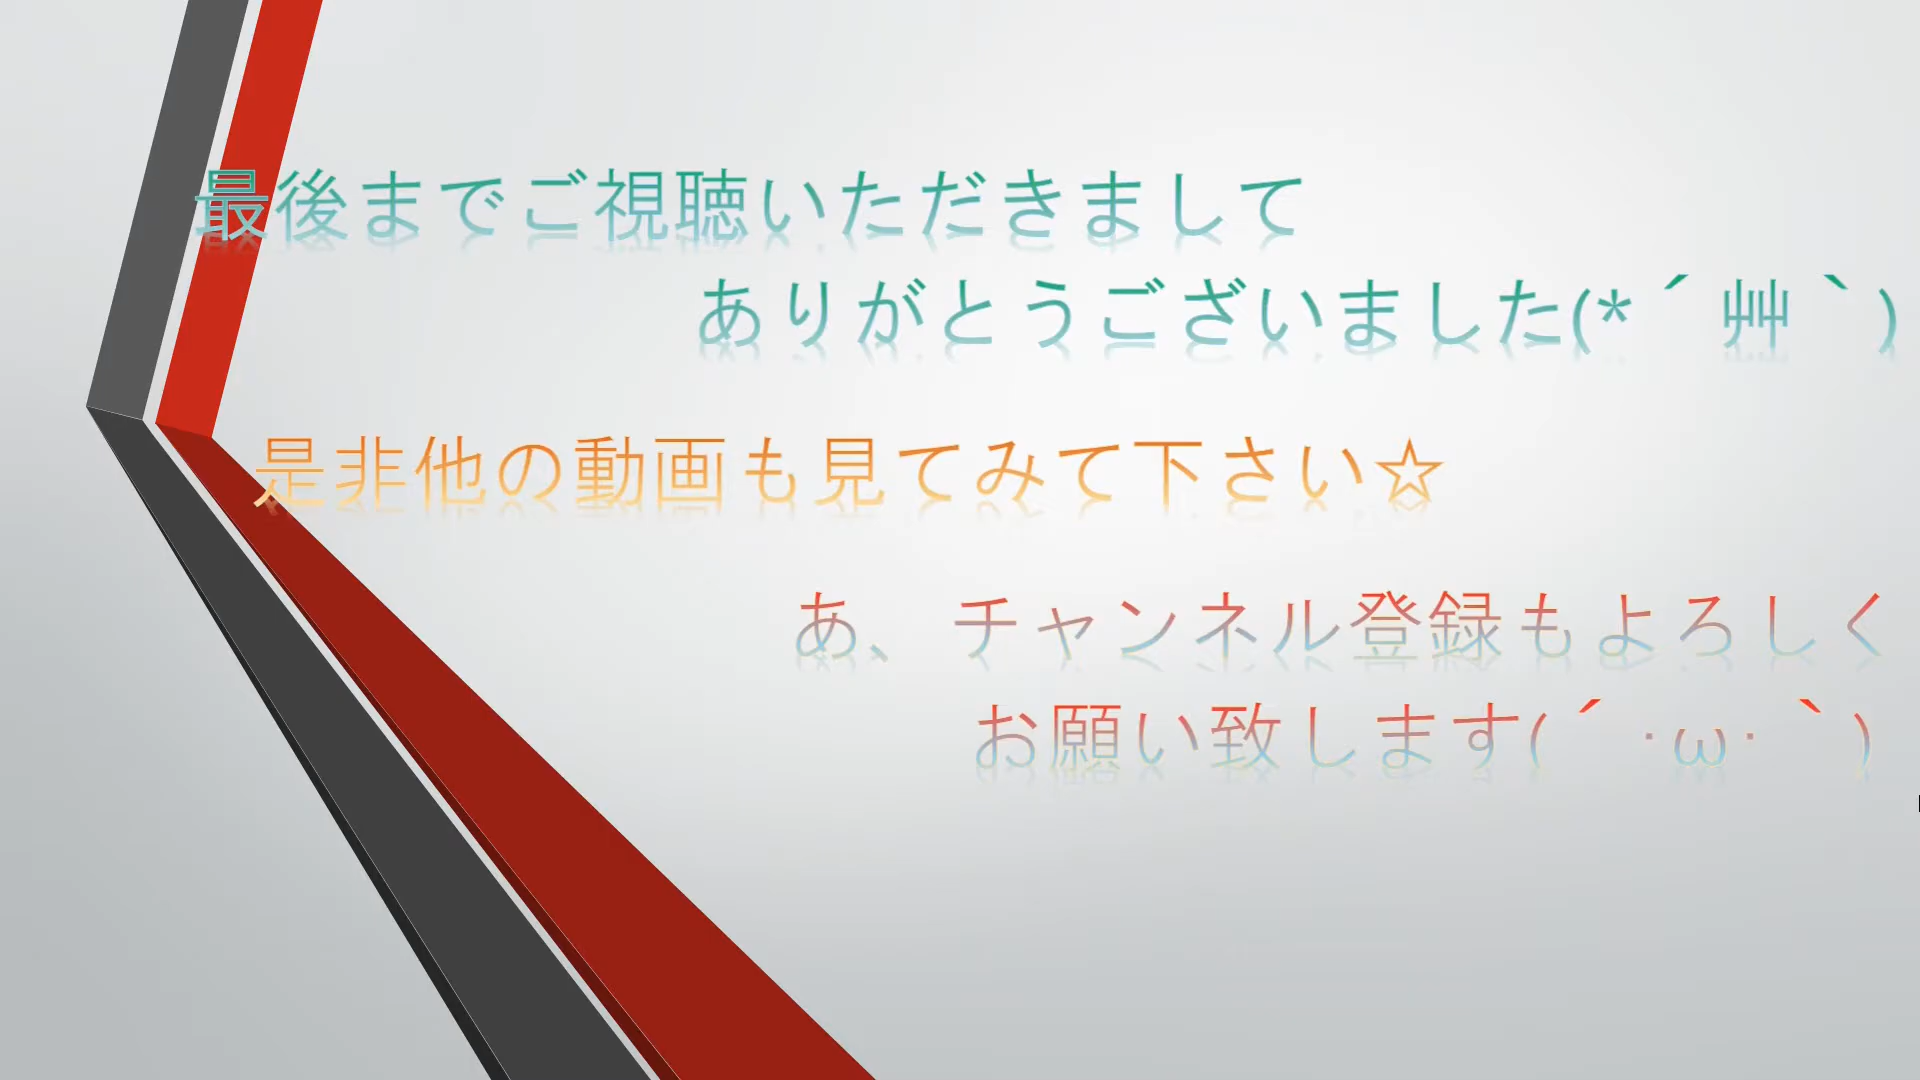 最後までご視聴いただきまして
ありがとうございました(*´艸｀)
是非他の動画も見てみて下さい☆
あ、チャンネル登録もよろしく
お願い致します(´･ω･｀)